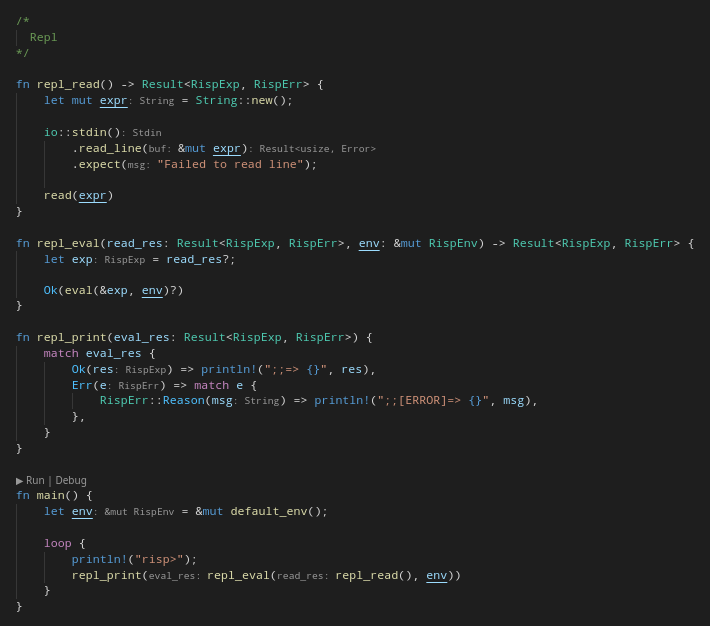 /*
  Repl
*/

fn repl_read() -> Result<RispExp, RispErr> {
    let mut expr: String = String::new();

    io::stdin(): Stdin
        .read_line(buf: &mut expr): Result<usize, Error>
        .expect(msg: "Failed to read line");

    read(expr)
}

fn repl_eval(read_res: Result<RispExp, RispErr>, env: &mut RispEnv) -> Result<RispExp, RispErr> {
    let exp: RispExp = read_res?;

    Ok(eval(&exp, env)?)
}

fn repl_print(eval_res: Result<RispExp, RispErr>) {
    match eval_res {
        Ok(res: RispExp) => println!(";;=> {}", res),
        Err(e: RispErr) => match e {
            RispErr::Reason(msg: String) => println!(";;[ERROR]=> {}", msg),
        },
    }
}

▶ Run | Debug
fn main() {
    let env: &mut RispEnv = &mut default_env();

    loop {
        println!("risp>");
        repl_print(eval_res: repl_eval(read_res: repl_read(), env))
    }
}